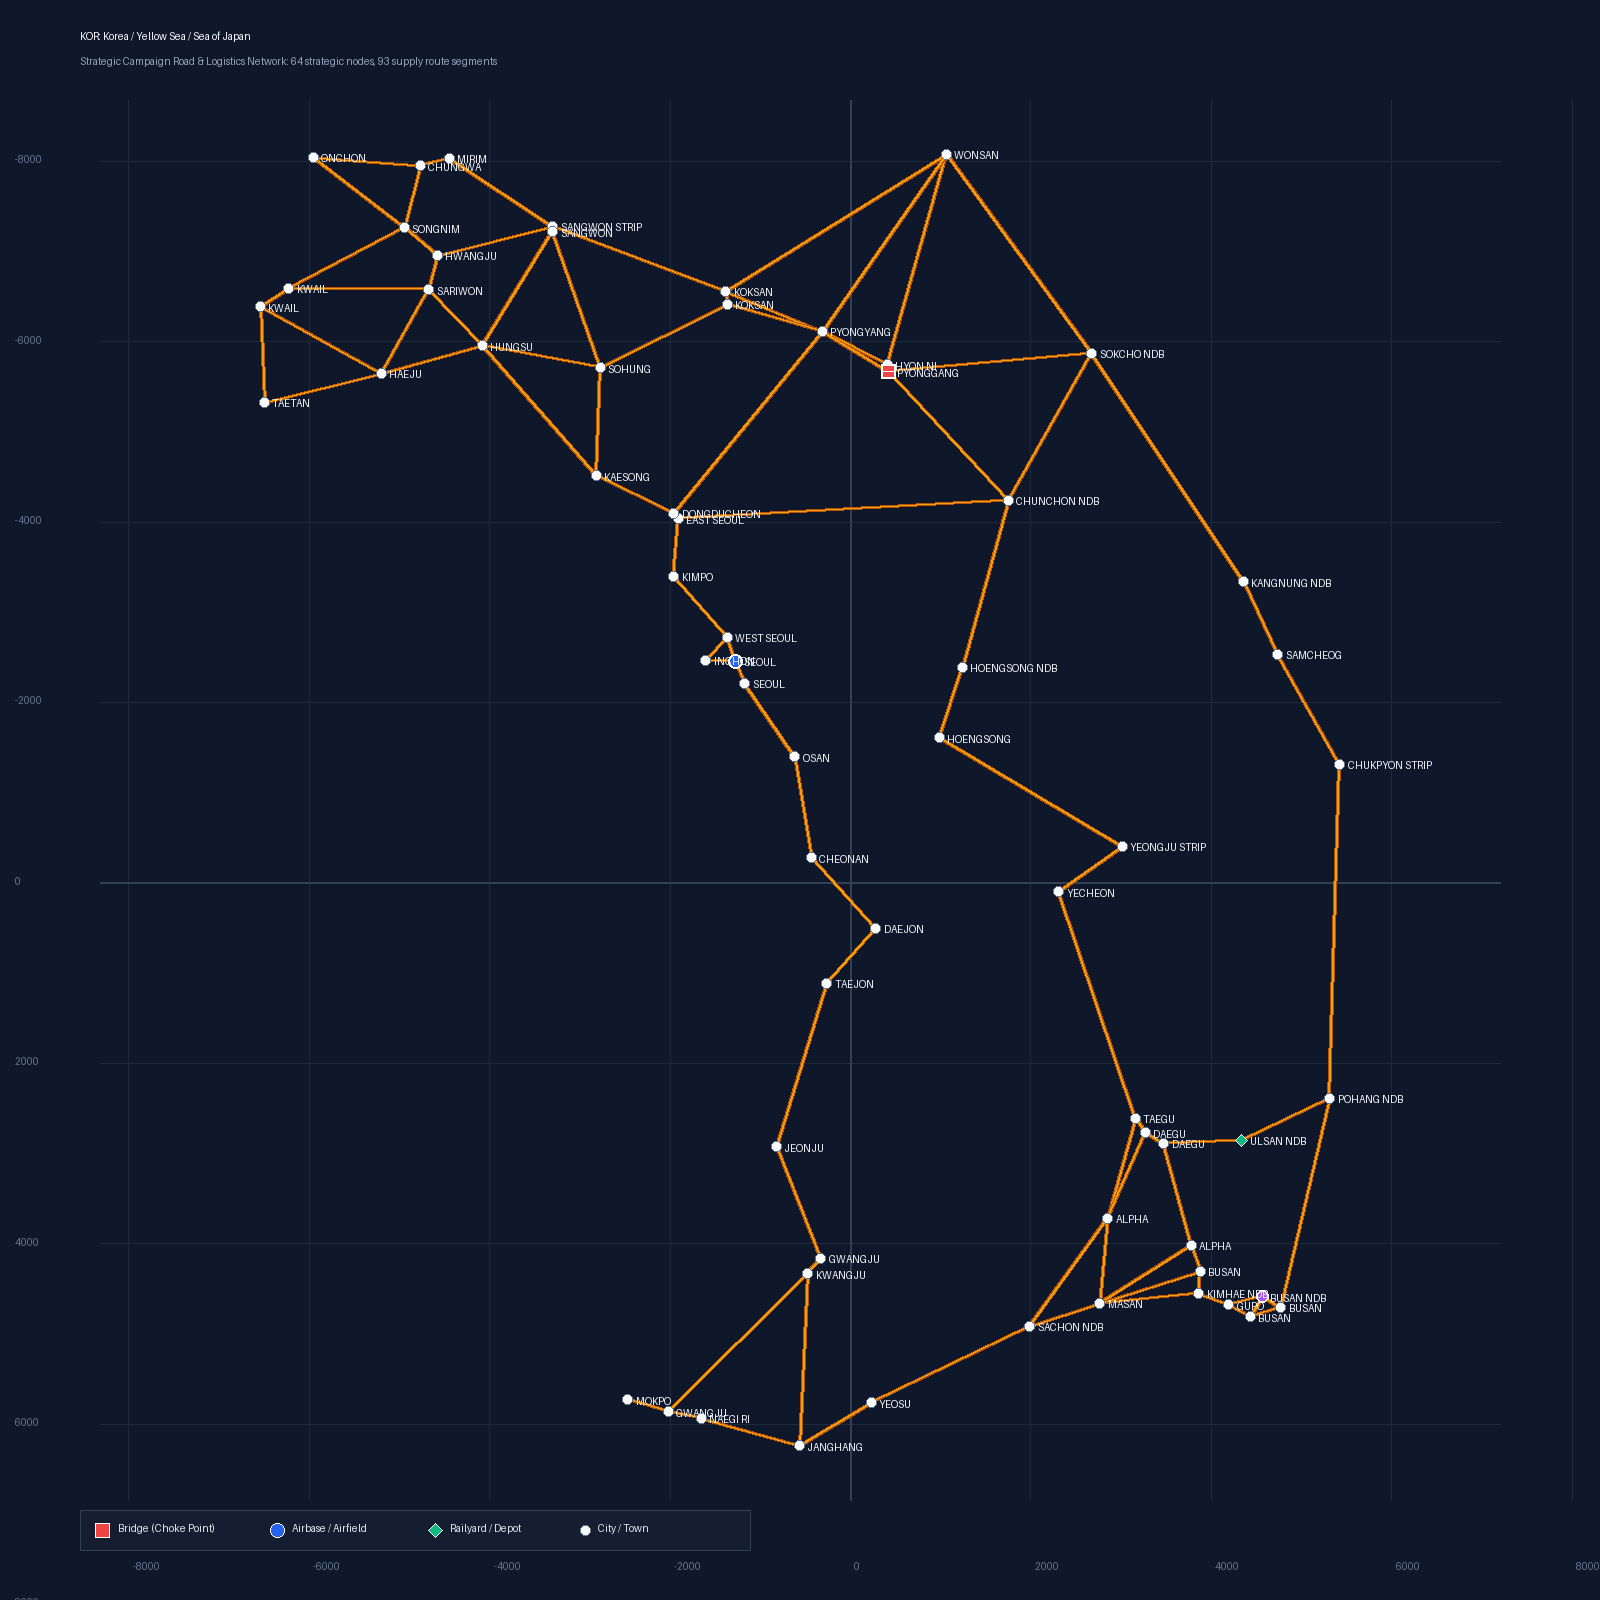 KOR: Korea / Yellow Sea / Sea of Japan
Strategic Campaign Road & Logistics Network: 64 strategic nodes, 93 supply route segments
-8000
ONCHON
MIRIM
CHUNGWA
WONSAN
SONGNIM
SANGWON STRIP
SANGWON
HWANGJU
KWAIL
SARIWON
KOKSAN
KWAIL
KOKSAN
-6000
HUNGSU
PYONGYANG
SOKCHO NDB
HAEJU
SOHUNG
PYONGGANG
TAETAN
KAESONG
CHUNCHON NDB
-4000
DONGDUCHEON
EAST SEOUL
KIMPO
KANGNUNG NDB
WEST SEOUL
SAMCHEOG
SEOUL
HOENGSONG NDB
SEOUL
-2000
HOENGSONG
OSAN
CHUKPYON STRIP
CHEONAN
YEONGJU STRIP
0
YECHEON
DAEJON
TAEJON
2000
POHANG NDB
TAEGU
DAEGU
DAEGU
ULSAN NDB
JEONJU
ALPHA
4000
ALPHA
GWANGJU
KWANGJU
BUSAN
KIMHAE NDB
BUSAN NDB
MASAN
GUPO
BUSAN
BUSAN
SACHON NDB
MOKPO
YEOSU
GWANGJU
NAEGI RI
6000
JANGHANG
Bridge (Choke Point)
Airbase / Airfield
Railyard / Depot
City / Town
-8000
-6000
-4000
-2000
0
2000
4000
6000
8000